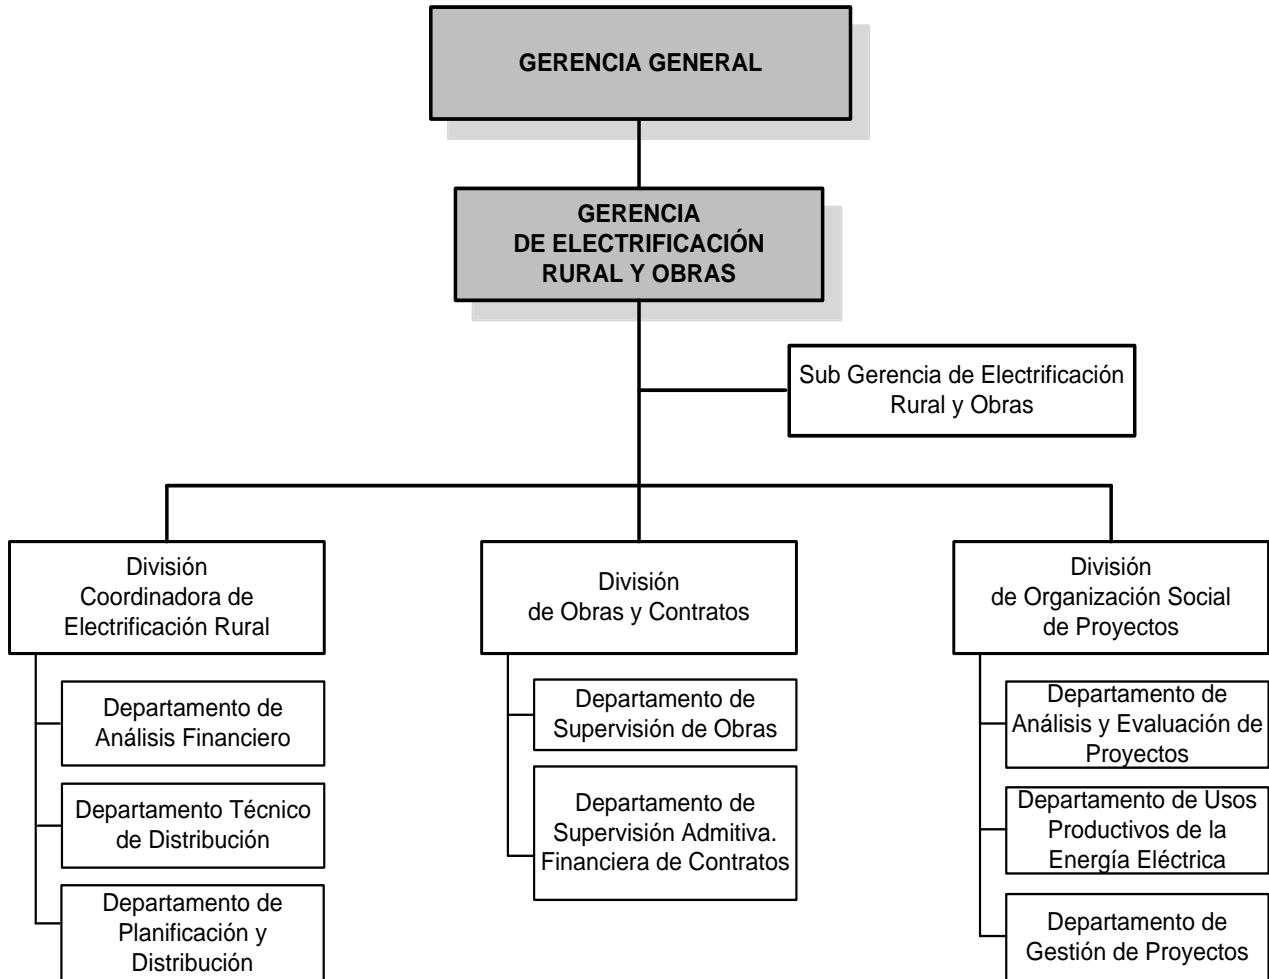 GERENCIA GENERAL
GERENCIA
DE ELECTRIFICACIÓN
RURAL Y OBRAS
Sub Gerencia de Electrificación
Rural y Obras
División
Coordinadora de
Electrificación Rural
Departamento de
Análisis Financiero
Departamento Técnico
de Distribución
Departamento de
Planificación y
Distribución
División
de Obras y Contratos
Departamento de
Supervisión de Obras
Departamento de
Supervisión Admitiva.
Financiera de Contratos
División
de Organización Social
de Proyectos
Departamento de
Análisis y Evaluación de
Proyectos
Departamento de Usos
Productivos de la
Energía Eléctrica
Departamento de
Gestión de Proyectos